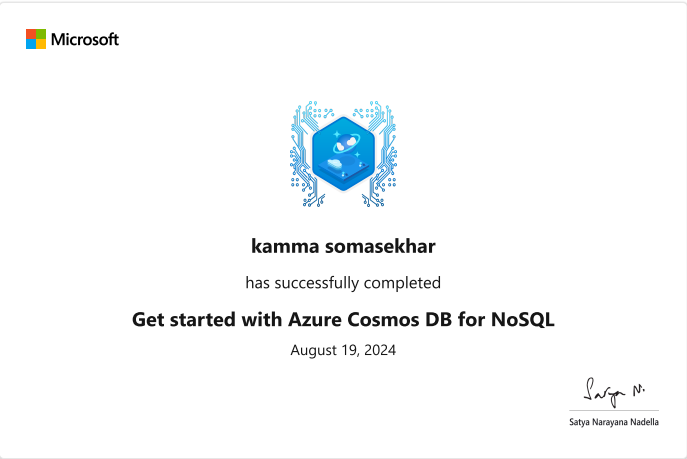 Microsoft
kamma somasekhar
has successfully completed
Get started with Azure Cosmos DB for NoSQL
August 19, 2024
Satya N.
Satya Narayana Nadella